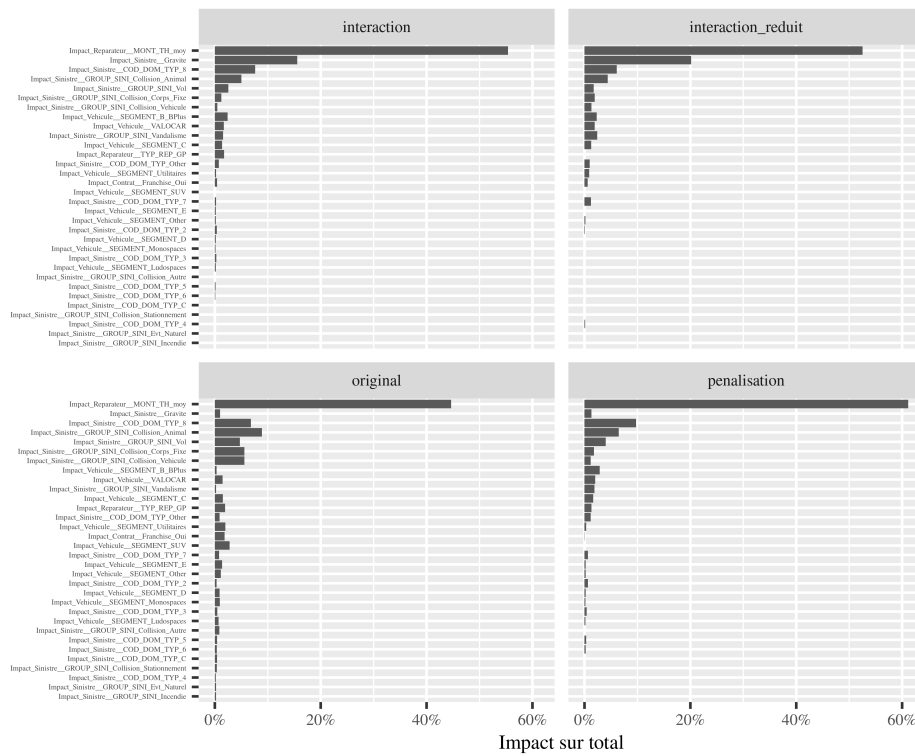 interaction
interaction_reduit
Impact_Reparateur__MONT_TH_moy
Impact_Sinistre__Gravite
Impact_Sinistre__COD_DOM_TYP_8
Impact_Sinistre__GROUP_SINI_Collision_Animal
Impact_Sinistre__GROUP_SINI_Vol
Impact_Sinistre__GROUP_SINI_Collision_Corps_Fixe
Impact_Sinistre__GROUP_SINI_Collision_Vehicule
Impact_Vehicule__SEGMENT_B_BPlus
Impact_Vehicule__VALOCAR
Impact_Sinistre__GROUP_SINI_Vandalisme
Impact_Vehicule__SEGMENT_C
Impact_Reparateur__TYP_REP_GP
Impact_Sinistre__COD_DOM_TYP_Other
Impact_Vehicule__SEGMENT_Utilitaires
Impact_Contrat__Franchise_Oui
Impact_Vehicule__SEGMENT_SUV
Impact_Sinistre__COD_DOM_TYP_7
Impact_Vehicule__SEGMENT_E
Impact_Vehicule__SEGMENT_Other
Impact_Sinistre__COD_DOM_TYP_2
Impact_Vehicule__SEGMENT_D
Impact_Vehicule__SEGMENT_Monospaces
Impact_Sinistre__COD_DOM_TYP_3
Impact_Vehicule__SEGMENT_Ludospaces
Impact_Sinistre__GROUP_SINI_Collision_Autre
Impact_Sinistre__COD_DOM_TYP_5
Impact_Sinistre__COD_DOM_TYP_6
Impact_Sinistre__COD_DOM_TYP_C
Impact_Sinistre__GROUP_SINI_Collision_Stationnement
Impact_Sinistre__COD_DOM_TYP_4
Impact_Sinistre__GROUP_SINI_Evt_Naturel
Impact_Sinistre__GROUP_SINI_Incendie
original
penalisation
Impact_Reparateur__MONT_TH_moy
Impact_Sinistre__Gravite
Impact_Sinistre__COD_DOM_TYP_8
Impact_Sinistre__GROUP_SINI_Collision_Animal
Impact_Sinistre__GROUP_SINI_Vol
Impact_Sinistre__GROUP_SINI_Collision_Corps_Fixe
Impact_Sinistre__GROUP_SINI_Collision_Vehicule
Impact_Vehicule__SEGMENT_B_BPlus
Impact_Vehicule__VALOCAR
Impact_Sinistre__GROUP_SINI_Vandalisme
Impact_Vehicule__SEGMENT_C
Impact_Reparateur__TYP_REP_GP
Impact_Sinistre__COD_DOM_TYP_Other
Impact_Vehicule__SEGMENT_Utilitaires
Impact_Contrat__Franchise_Oui
Impact_Vehicule__SEGMENT_SUV
Impact_Sinistre__COD_DOM_TYP_7
Impact_Vehicule__SEGMENT_E
Impact_Vehicule__SEGMENT_Other
Impact_Sinistre__COD_DOM_TYP_2
Impact_Vehicule__SEGMENT_D
Impact_Vehicule__SEGMENT_Monospaces
Impact_Sinistre__COD_DOM_TYP_3
Impact_Vehicule__SEGMENT_Ludospaces
Impact_Sinistre__GROUP_SINI_Collision_Autre
Impact_Sinistre__COD_DOM_TYP_5
Impact_Sinistre__COD_DOM_TYP_6
Impact_Sinistre__COD_DOM_TYP_C
Impact_Sinistre__GROUP_SINI_Collision_Stationnement
Impact_Sinistre__COD_DOM_TYP_4
Impact_Sinistre__GROUP_SINI_Evt_Naturel
Impact_Sinistre__GROUP_SINI_Incendie
0% 20% 40% 60% 0% 20% 40% 60%
Impact sur total